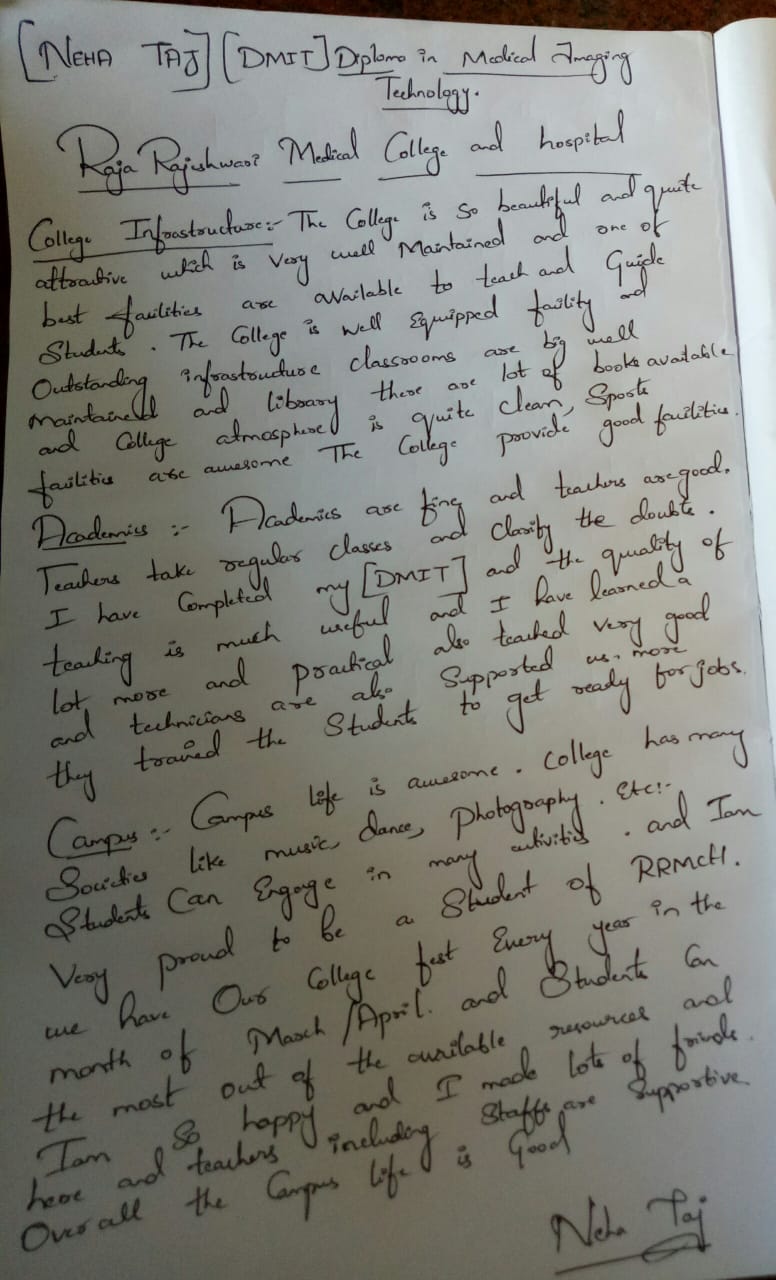 [NEHA TAJ] [DMIT] Diploma in Medical Imaging
Technology.
Raja Rajeshwari Medical College and hospital
College Infrastructure:- The College is so beautiful and quite
attractive which is very well Maintained and one of
best facilities are available to teach and Guide
Students. The College is well Equipped facility and
Outstanding infrastructure classrooms are big well
maintained and library there are lot of books available
and College atmosphere is quite clean, Sports
facilities are awesome The College provide good facilities.
Academics :- Academics are fine and teachers are good.
Teachers take regular classes and clarify the doubts.
I have Completed my [DMIT] and the quality of
teaching is much useful and I have learned a
lot more and practical also teached very good
and technicians are also Supported us. more
they trained the Students to get ready for jobs.
Campus :- Campus life is awesome. College has many
Societies like music, dance, Photography. Etc:-
Students Can Engage in many activities. and Iam
Very proud to be a Student of RRMCH.
we have Our College fest Every year in the
month of March/April. and Students Can
the most out of the available resources and
Iam So happy and I made lots of friends.
here and teachers including Staffs are Supportive
Over all the Campus life is Good
Neha Taj